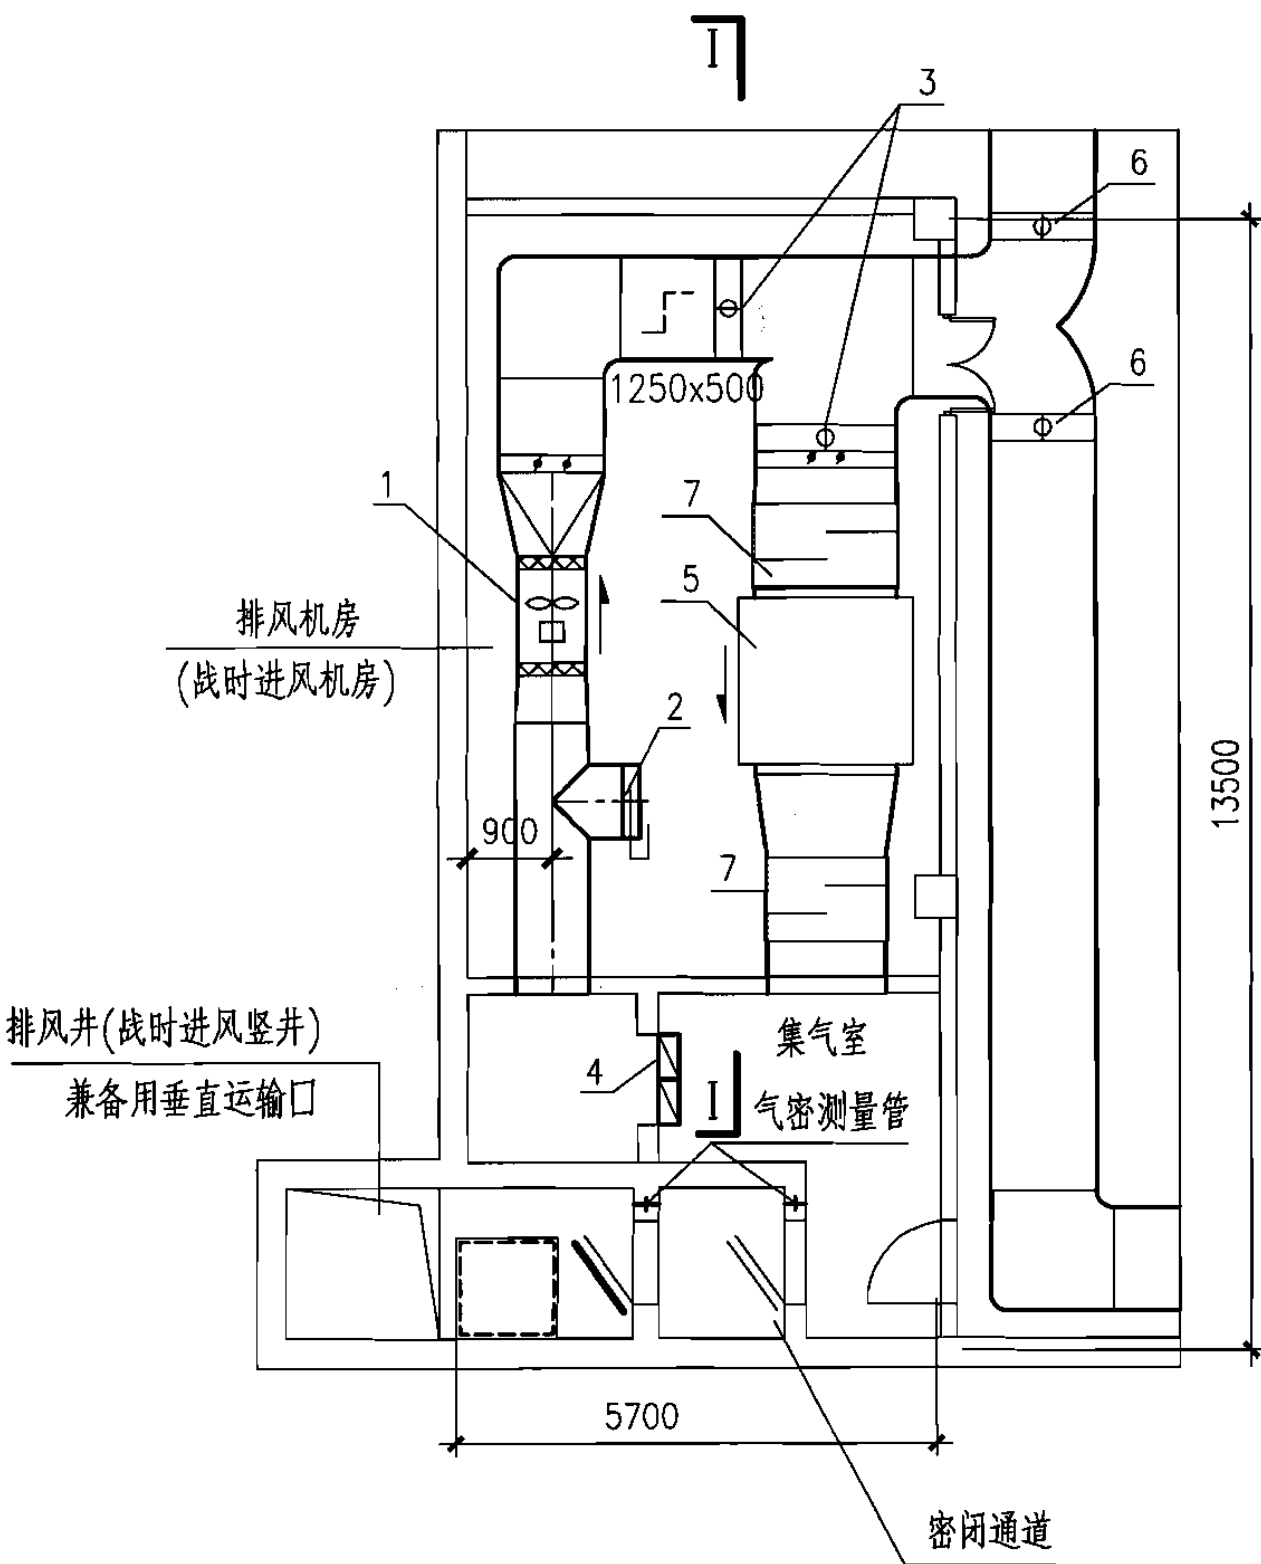 I
3
6
6
1250x500
1
7
5
排风机房
(战时进风机房)
2
13500
900
7
排风井(战时进风竖井)
兼备用垂直运输口
集气室
4
I
气密测量管
5700
密闭通道